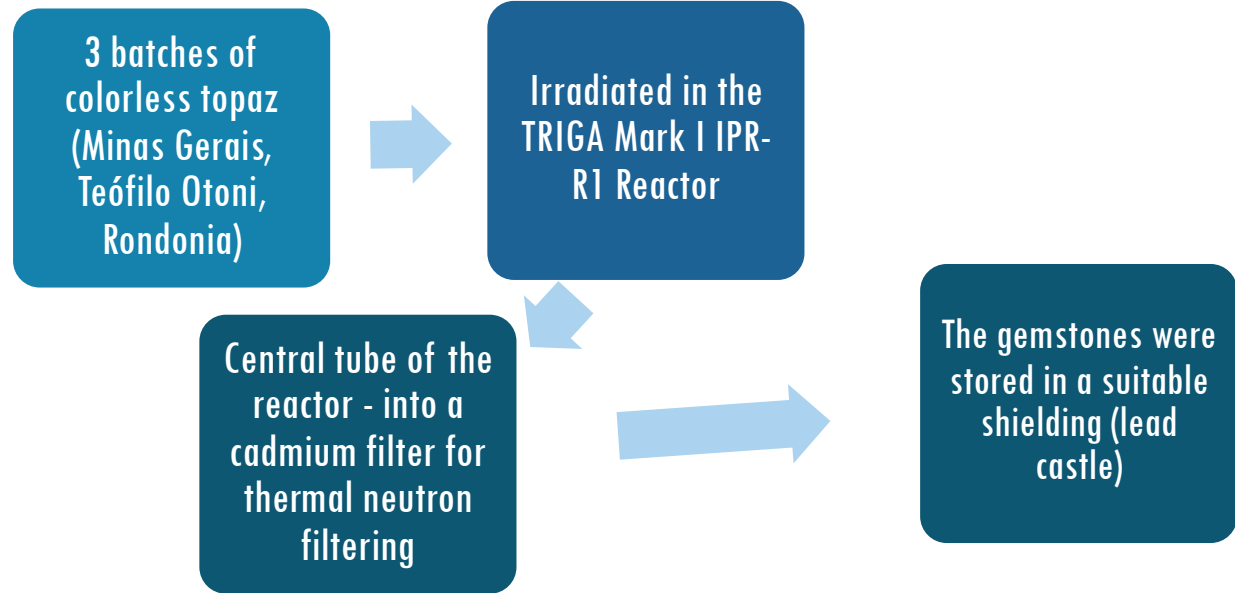 3 batches of
colorless topaz
(Minas Gerais,
Teófilo Otoni,
Rondonia)
Irradiated in the
TRIGA Mark I IPR-
R1 Reactor
Central tube of the
reactor - into a
cadmium filter for
thermal neutron
filtering
The gemstones were
stored in a suitable
shielding (lead
castle)